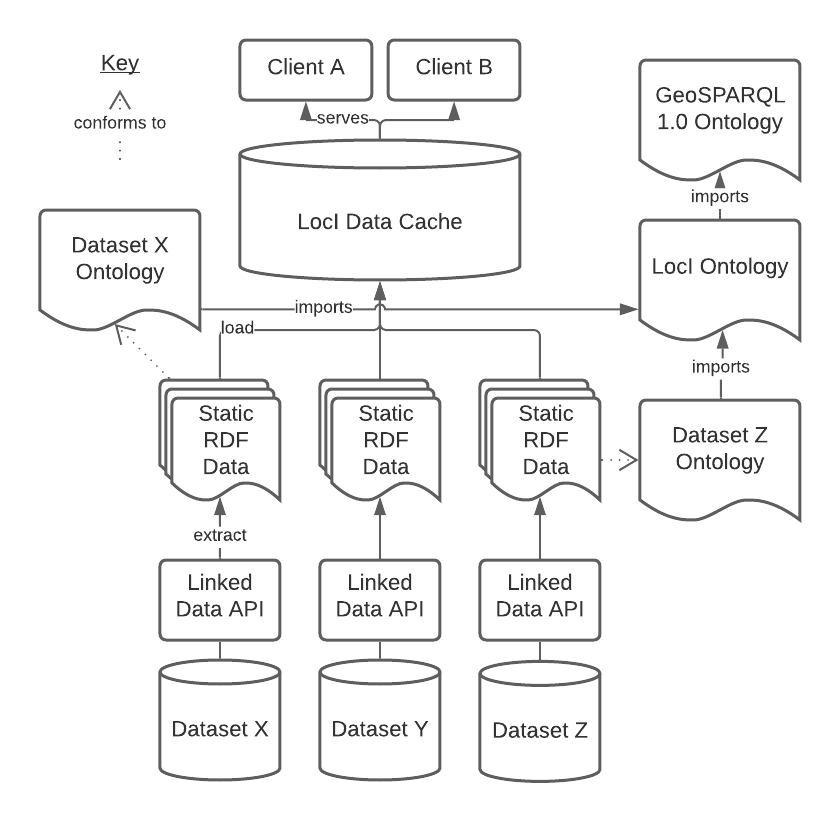 Key
conforms to
Client A
Client B
serves
GeoSPARQL
1.0 Ontology
imports
LocI Data Cache
Dataset X
Ontology
LocI Ontology
imports
load
imports
Static
RDF
Data
Static
RDF
Data
Static
RDF
Data
Dataset Z
Ontology
extract
Linked
Data API
Linked
Data API
Linked
Data API
Dataset X
Dataset Y
Dataset Z